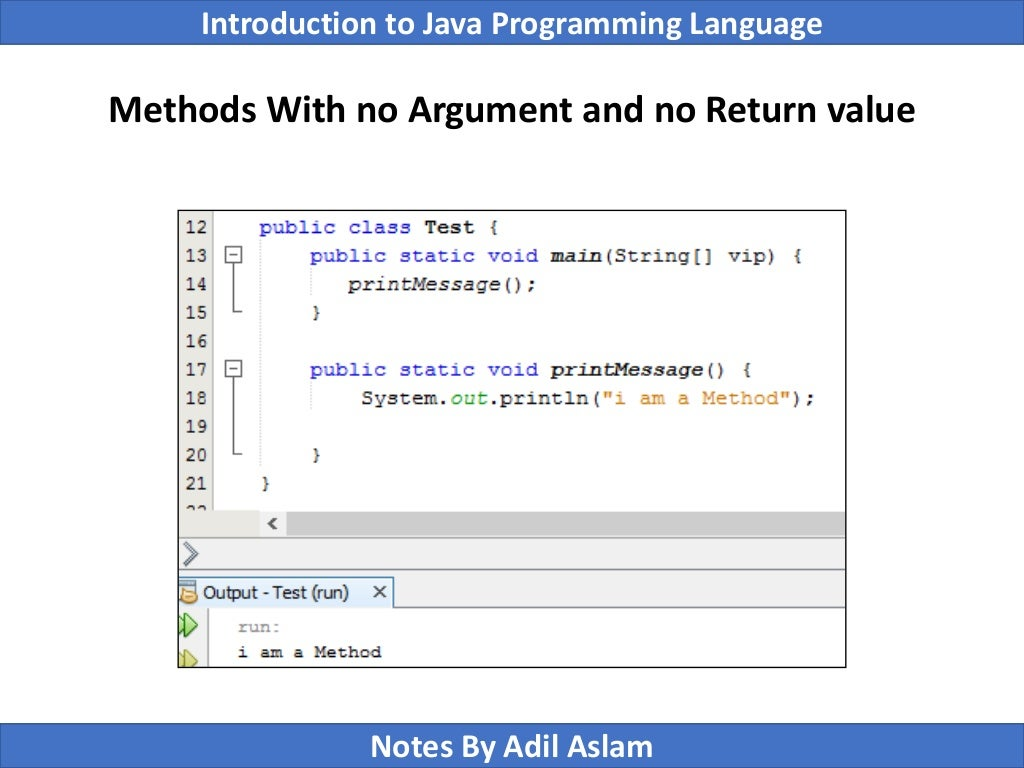 Introduction to Java Programming Language
Methods With no Argument and no Return value
12 public class Test {
13 public static void main(String[] vip) {
14 printMessage();
15 }
16
17 public static void printMessage() {
18 System.out.println("i am a Method");
19
20 }
21 }
Output - Test (run)
run:
i am a Method
Notes By Adil Aslam